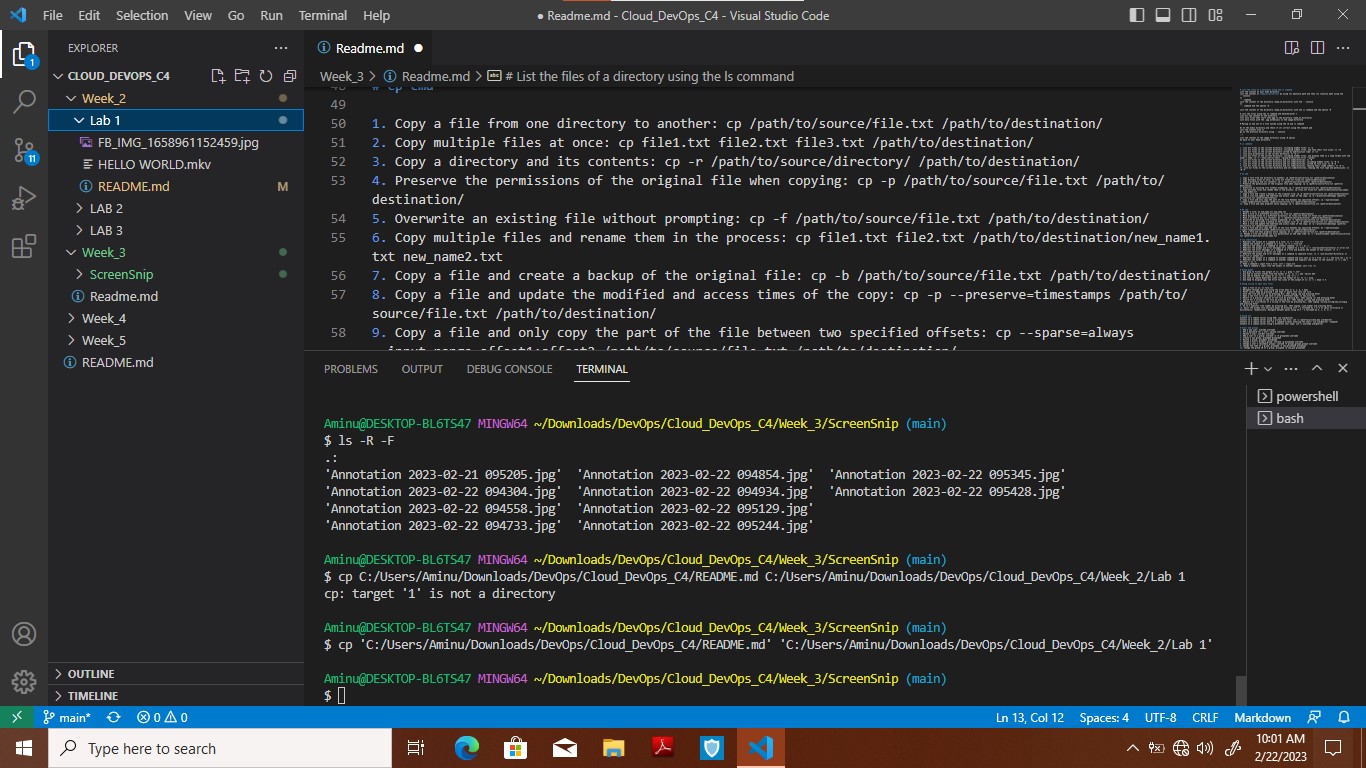 File Edit Selection View Go Run Terminal Help
● Readme.md - Cloud_DevOps_C4 - Visual Studio Code
EXPLORER
CLOUD_DEVOPS_C4
Week_2
Lab 1
FB_IMG_1658961152459.jpg
HELLO WORLD.mkv
README.md M
LAB 2
LAB 3
Week_3
ScreenSnip
Readme.md
Week_4
Week_5
README.md
OUTLINE
TIMELINE
1
11
Readme.md ●
Week_3 > Readme.md > # List the files of a directory using the ls command
48 # cp cmd
49
50 1. Copy a file from one directory to another: cp /path/to/source/file.txt /path/to/destination/
51 2. Copy multiple files at once: cp file1.txt file2.txt file3.txt /path/to/destination/
52 3. Copy a directory and its contents: cp -r /path/to/source/directory/ /path/to/destination/
53 4. Preserve the permissions of the original file when copying: cp -p /path/to/source/file.txt /path/to/
destination/
54 5. Overwrite an existing file without prompting: cp -f /path/to/source/file.txt /path/to/destination/
55 6. Copy multiple files and rename them in the process: cp file1.txt file2.txt /path/to/destination/new_name1.
txt new_name2.txt
56 7. Copy a file and create a backup of the original file: cp -b /path/to/source/file.txt /path/to/destination/
57 8. Copy a file and update the modified and access times of the copy: cp -p --preserve=timestamps /path/to/
source/file.txt /path/to/destination/
58 9. Copy a file and only copy the part of the file between two specified offsets: cp --sparse=always
PROBLEMS OUTPUT DEBUG CONSOLE TERMINAL
powershell
bash
Aminu@DESKTOP-BL6TS47 MINGW64 ~/Downloads/DevOps/Cloud_DevOps_C4/Week_3/ScreenSnip (main)
$ ls -R -F
.:
'Annotation 2023-02-21 095205.jpg' 'Annotation 2023-02-22 094854.jpg' 'Annotation 2023-02-22 095345.jpg'
'Annotation 2023-02-22 094304.jpg' 'Annotation 2023-02-22 094934.jpg' 'Annotation 2023-02-22 095428.jpg'
'Annotation 2023-02-22 094558.jpg' 'Annotation 2023-02-22 095129.jpg'
'Annotation 2023-02-22 094733.jpg' 'Annotation 2023-02-22 095244.jpg'
Aminu@DESKTOP-BL6TS47 MINGW64 ~/Downloads/DevOps/Cloud_DevOps_C4/Week_3/ScreenSnip (main)
$ cp C:/Users/Aminu/Downloads/DevOps/Cloud_DevOps_C4/README.md C:/Users/Aminu/Downloads/DevOps/Cloud_DevOps_C4/Week_2/Lab 1
cp: target '1' is not a directory
Aminu@DESKTOP-BL6TS47 MINGW64 ~/Downloads/DevOps/Cloud_DevOps_C4/Week_3/ScreenSnip (main)
$ cp 'C:/Users/Aminu/Downloads/DevOps/Cloud_DevOps_C4/README.md' 'C:/Users/Aminu/Downloads/DevOps/Cloud_DevOps_C4/Week_2/Lab 1'
Aminu@DESKTOP-BL6TS47 MINGW64 ~/Downloads/DevOps/Cloud_DevOps_C4/Week_3/ScreenSnip (main)
$
main* 0 0 Ln 13, Col 12 Spaces: 4 UTF-8 CRLF Markdown
Type here to search
10:01 AM
2/22/2023